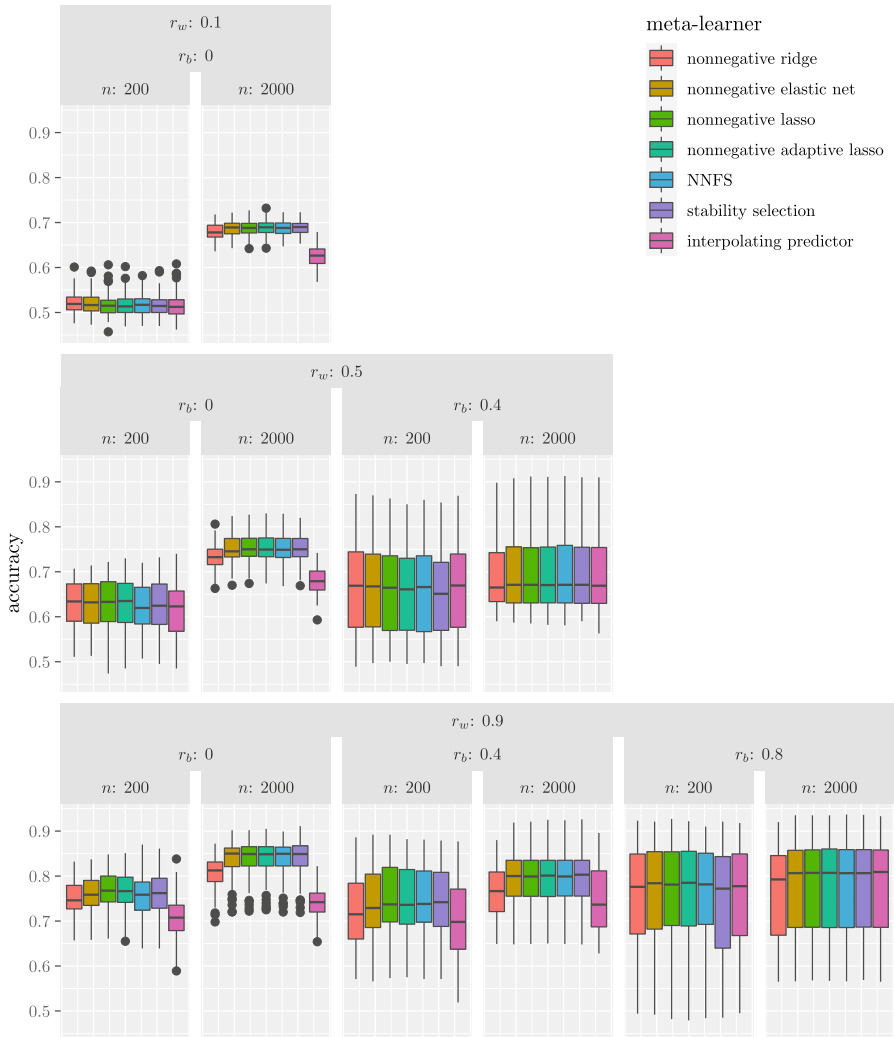 r_w: 0.1
r_b: 0
n: 200
n: 2000
0.9
0.8
0.7
0.6
0.5
meta-learner
nonnegative ridge
nonnegative elastic net
nonnegative lasso
nonnegative adaptive lasso
NNFS
stability selection
interpolating predictor
accuracy
r_w: 0.5
r_b: 0
r_b: 0.4
n: 200
n: 2000
n: 200
n: 2000
0.9
0.8
0.7
0.6
0.5
r_w: 0.9
r_b: 0
r_b: 0.4
r_b: 0.8
n: 200
n: 2000
n: 200
n: 2000
n: 200
n: 2000
0.9
0.8
0.7
0.6
0.5